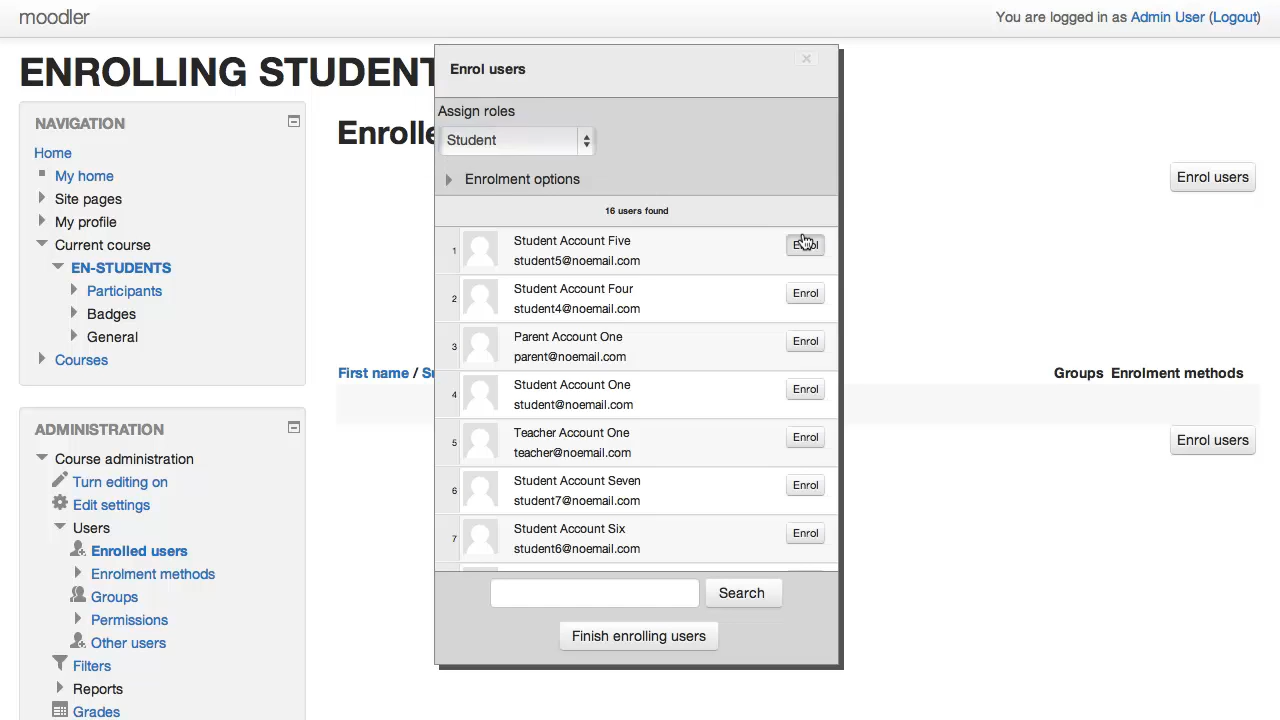 moodler
You are logged in as Admin User (Logout)
ENROLLING STUDENT
NAVIGATION
Home
My home
Site pages
My profile
Current course
EN-STUDENTS
Participants
Badges
General
Courses
ADMINISTRATION
Course administration
Turn editing on
Edit settings
Users
Enrolled users
Enrolment methods
Groups
Permissions
Other users
Filters
Reports
Grades
Enrolle
Enrol users
First name /
Groups Enrolment methods
Enrol users
Enrol users
×
Assign roles
Student
Enrolment options
16 users found
1 Student Account Five
student5@noemail.com
Enrol
2 Student Account Four
student4@noemail.com
Enrol
3 Parent Account One
parent@noemail.com
Enrol
4 Student Account One
student@noemail.com
Enrol
5 Teacher Account One
teacher@noemail.com
Enrol
6 Student Account Seven
student7@noemail.com
Enrol
7 Student Account Six
student6@noemail.com
Enrol
Search
Finish enrolling users